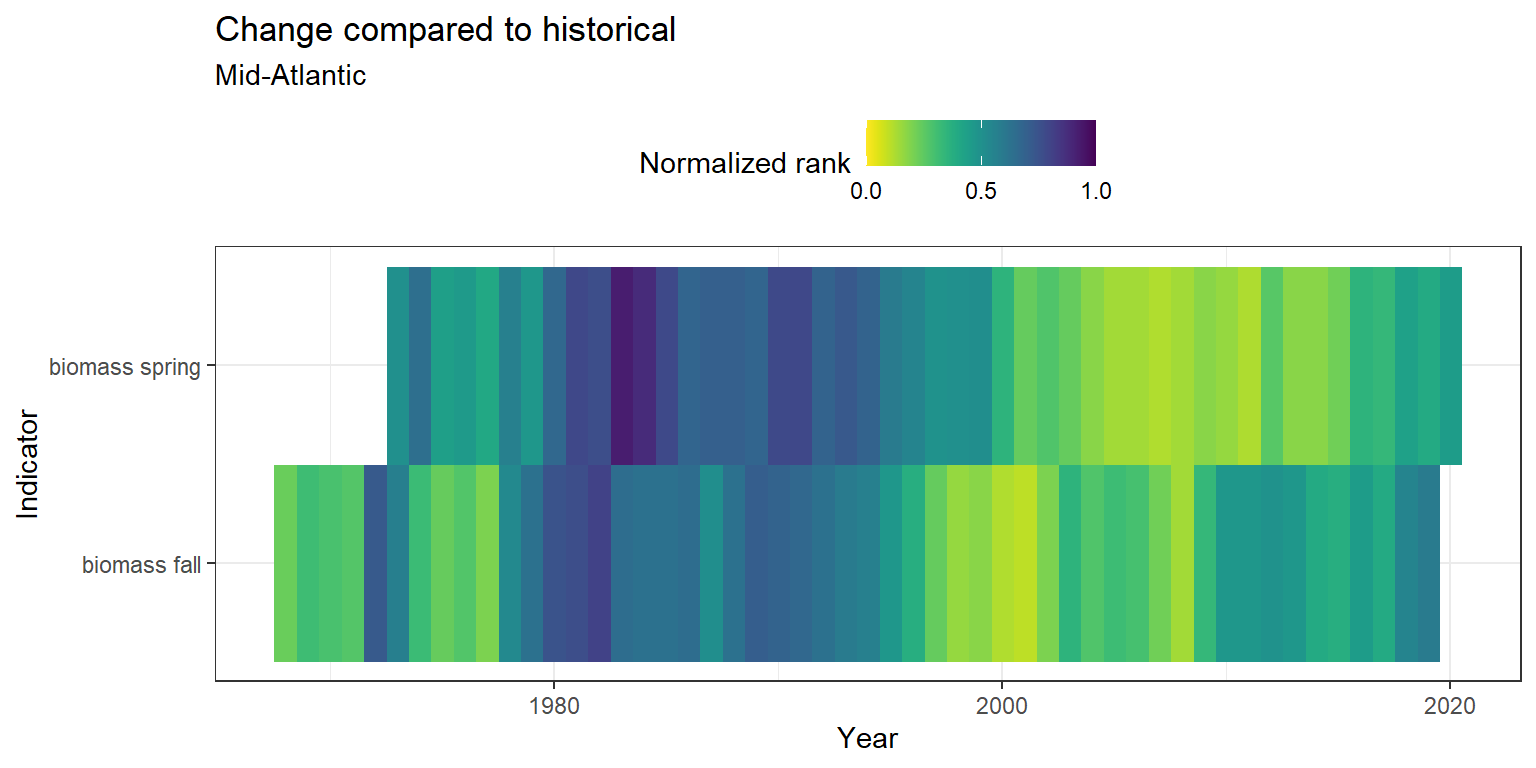 Change compared to historical
Mid-Atlantic
Normalized rank
0.0 0.5 1.0
Indicator
biomass spring
biomass fall
1980 2000 2020
Year